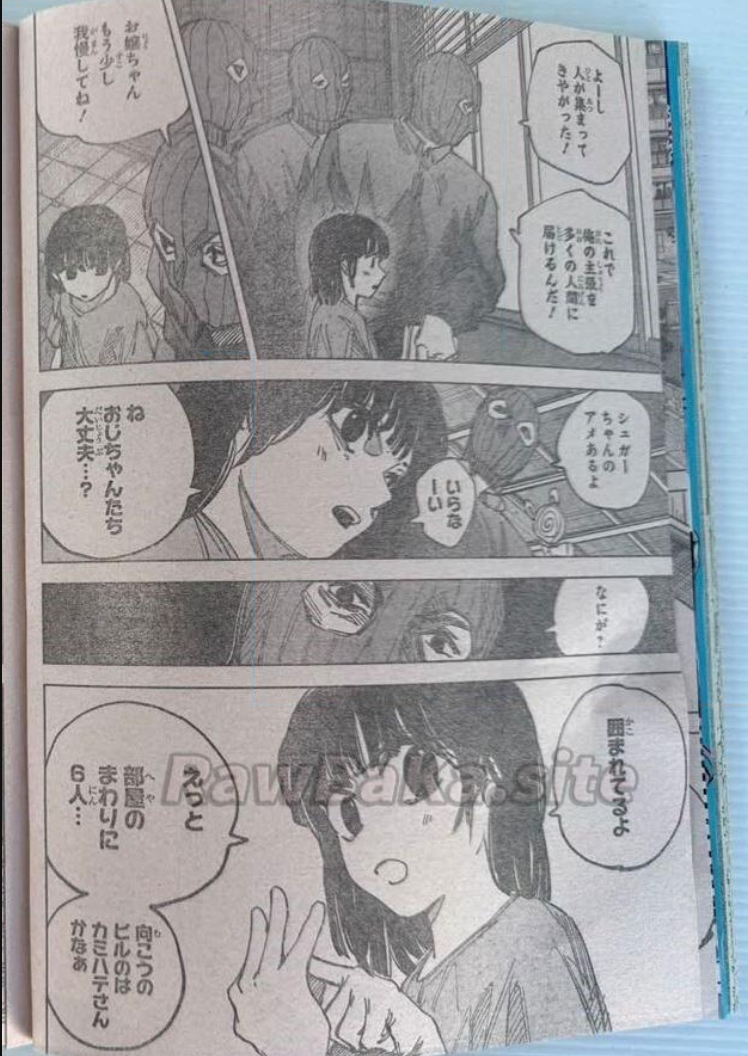 よーし
人が集まって
きやがった!
これで
俺の主張を
多くの人間に
届けるんだ!
お嬢ちゃん
もう少し
我慢してね!
シュガー
ちゃんの
アメあるよ
いらな
ーい
ね
おじちゃんたち
大丈夫…?
なにが?
囲まれてるよ
えっと
部屋の
まわりに
6人…
向こうの
ビルのは
カミハテさん
かなぁ
RawBaka.site